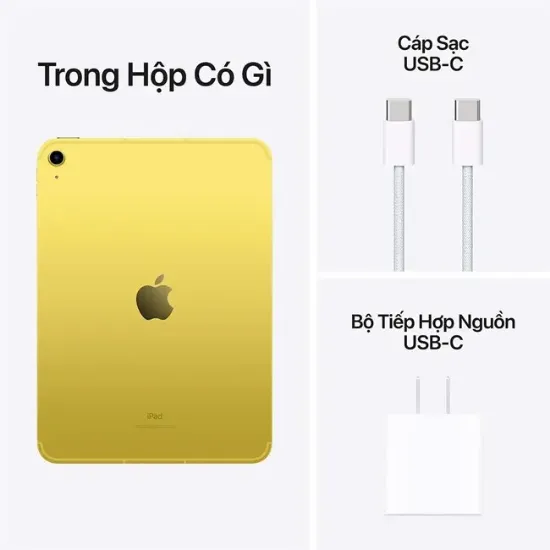 Trong Hộp Có Gì
iPad
Cáp Sạc
USB-C
Bộ Tiếp Hợp Nguồn
USB-C